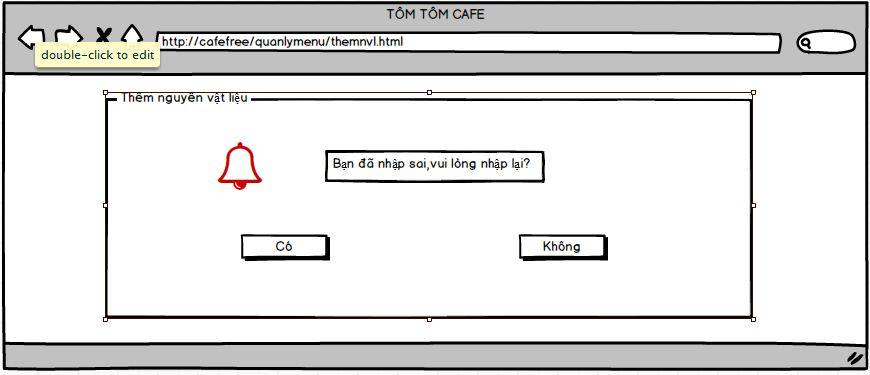 TÔM TÔM CAFE
http://cafefree/quanlymenu/themnvl.html
double-click to edit
Thêm nguyên vật liệu
Bạn đã nhập sai,vui lòng nhập lại?
Có
Không